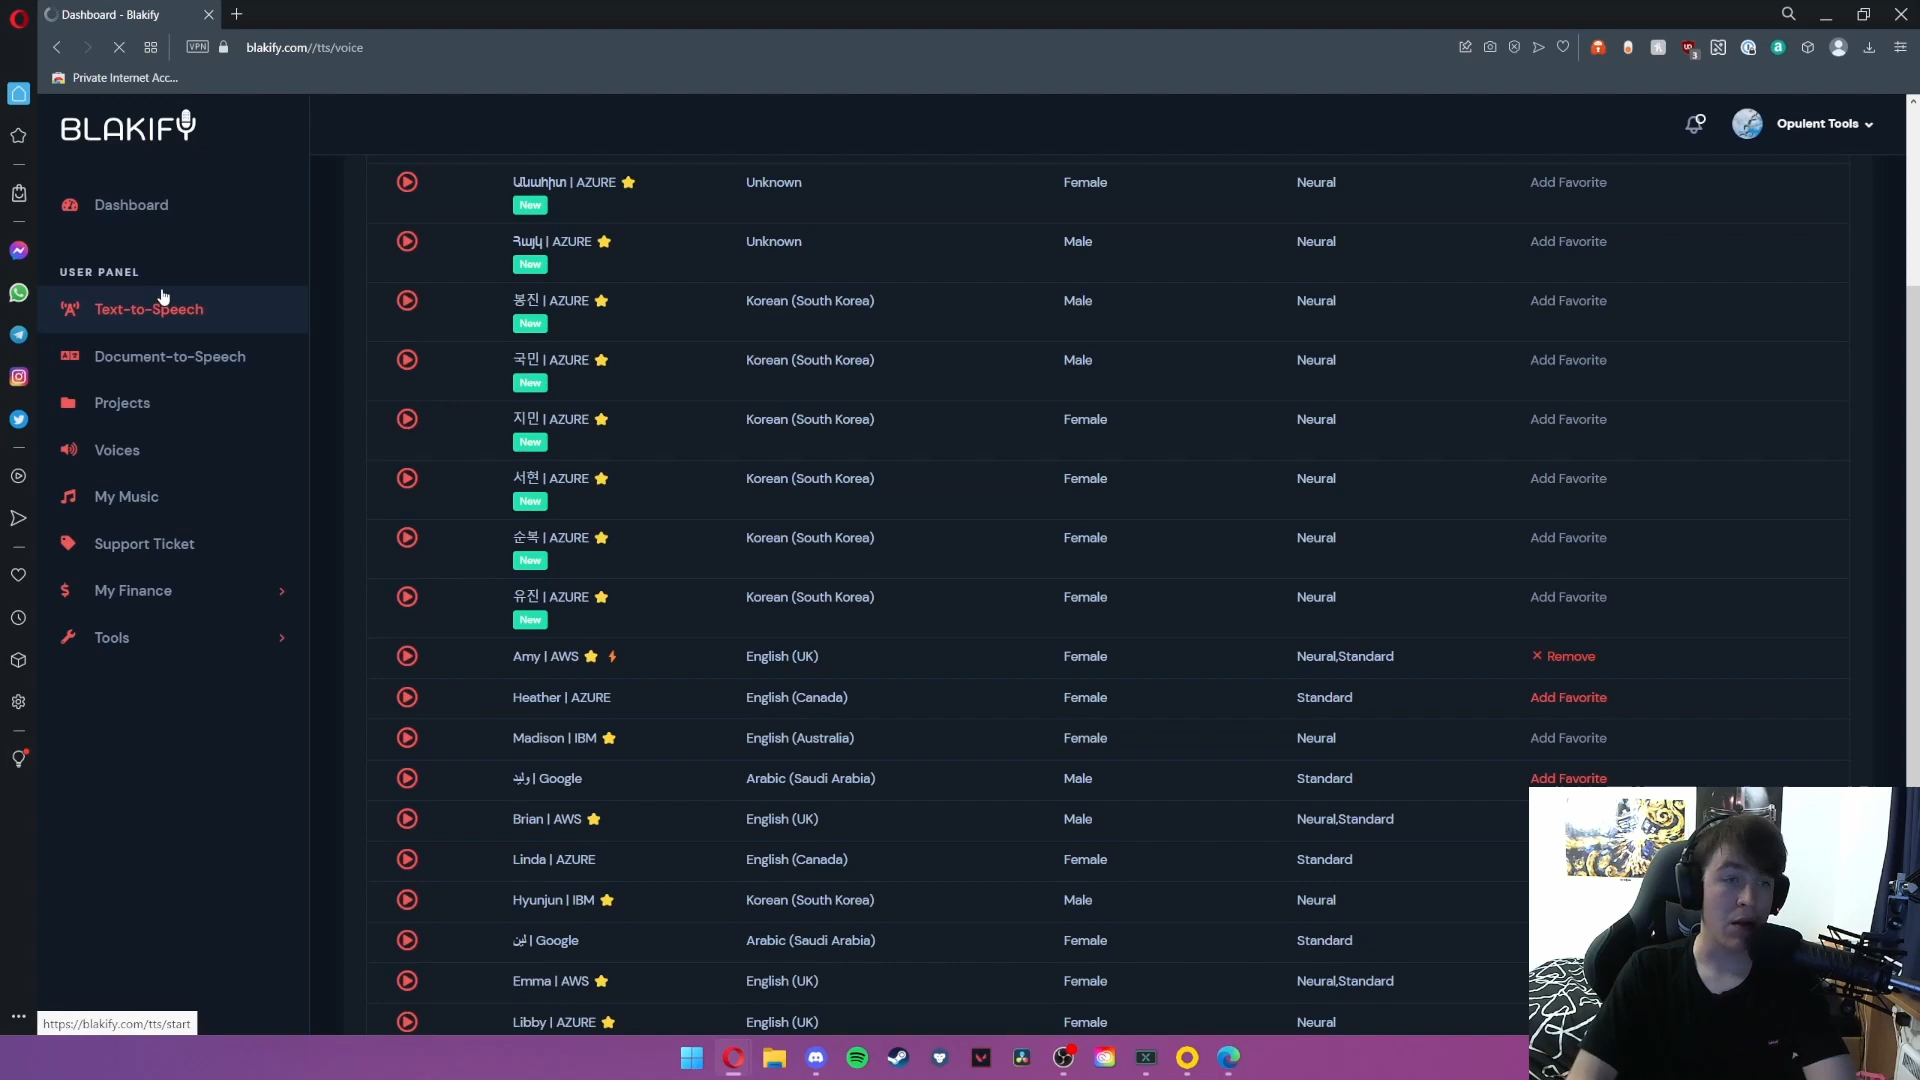 Dashboard - Blakify
VPN
blakify.com//tts/voice
3
Private Internet Acc...
BLAKIFY
Opulent Tools
Dashboard
USER PANEL
Text-to-Speech
Document-to-Speech
Projects
Voices
My Music
Support Ticket
My Finance
Tools
Անահիտ | AZURE Unknown Female Neural Add Favorite
New
Հայկ | AZURE Unknown Male Neural Add Favorite
New
봉진 | AZURE Korean (South Korea) Male Neural Add Favorite
New
국민 | AZURE Korean (South Korea) Male Neural Add Favorite
New
지민 | AZURE Korean (South Korea) Female Neural Add Favorite
New
서현 | AZURE Korean (South Korea) Female Neural Add Favorite
New
순복 | AZURE Korean (South Korea) Female Neural Add Favorite
New
유진 | AZURE Korean (South Korea) Female Neural Add Favorite
New
Amy | AWS English (UK) Female Neural,Standard × Remove
Heather | AZURE English (Canada) Female Standard Add Favorite
Madison | IBM English (Australia) Female Neural Add Favorite
وليد | Google Arabic (Saudi Arabia) Male Standard Add Favorite
Brian | AWS English (UK) Male Neural,Standard
Linda | AZURE English (Canada) Female Standard
Hyunjun | IBM Korean (South Korea) Male Neural
لين | Google Arabic (Saudi Arabia) Female Standard
Emma | AWS English (UK) Female Neural,Standard
Libby | AZURE English (UK) Female Neural
https://blakify.com/tts/start